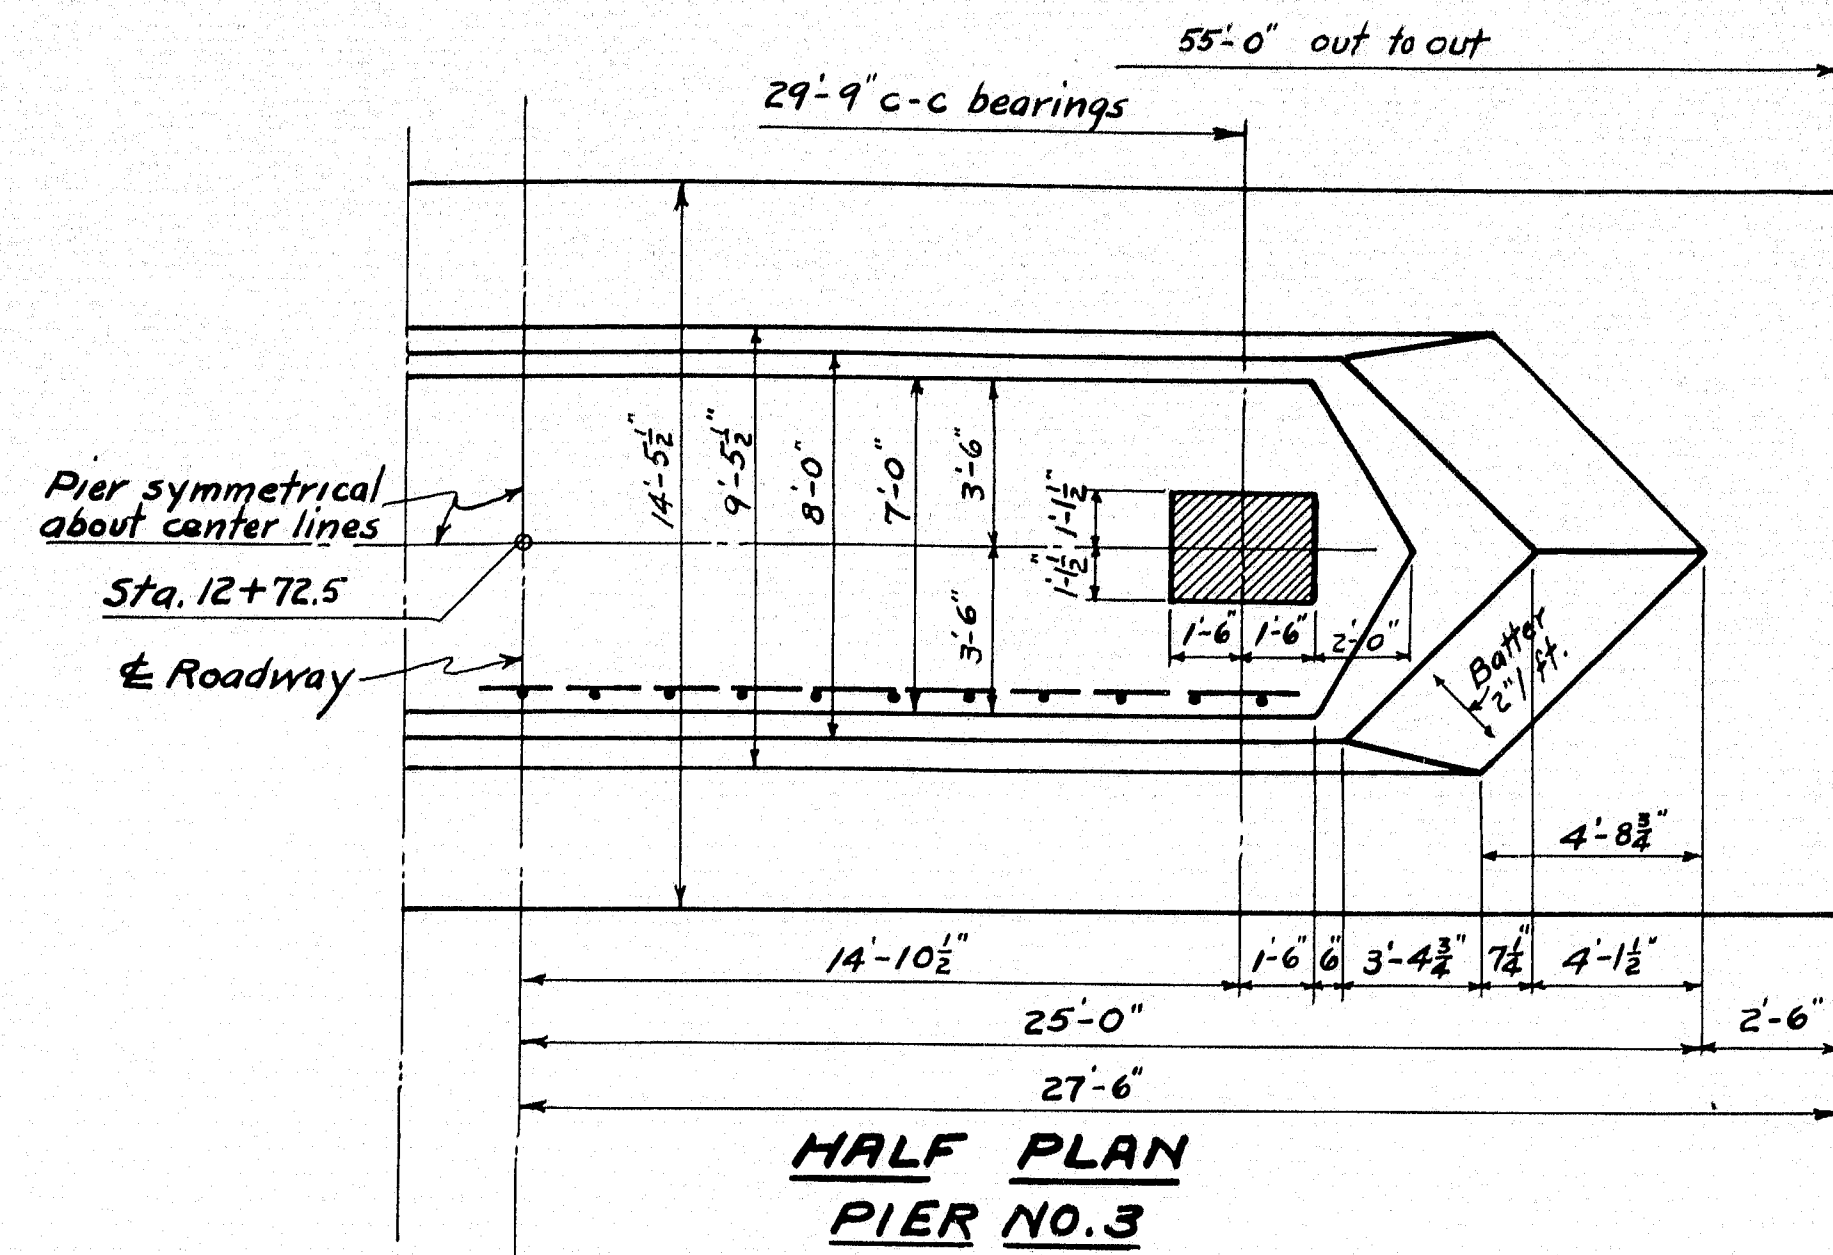 55'-0" out to out
29'-9" c-c bearings
14'-5½"
9'-5½"
8'-0"
7'-0"
3'-6"
3'-6"
1'-1½"
1'-1½"
Pier symmetrical
about center lines
Sta. 12+72.5
℄ Roadway
1'-6" 1'-6" 2'-0"
Batter
2"/ft.
4'-8¾"
14'-10½" 1'-6" 6" 3'-4¾" 7¼" 4'-1½"
25'-0" 2'-6"
27'-6"
HALF PLAN
PIER NO. 3